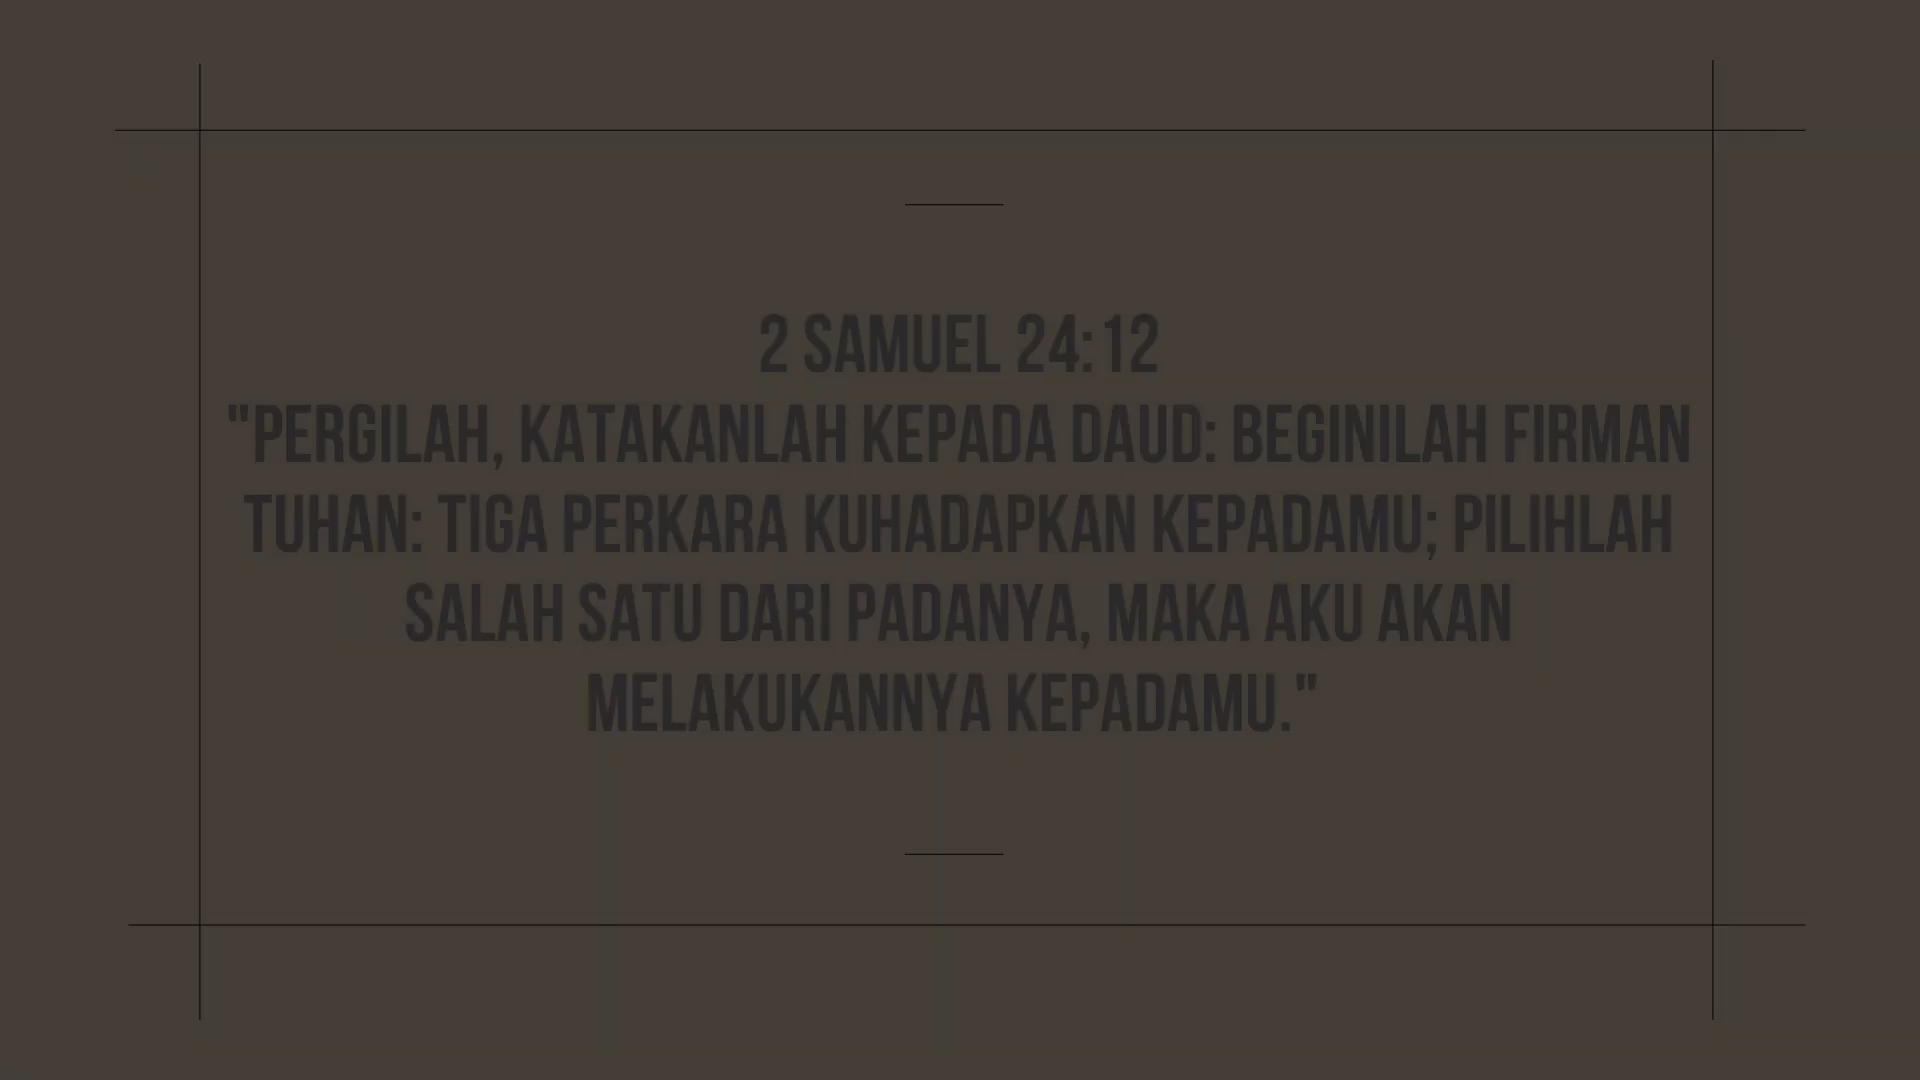 2 SAMUEL 24:12
"PERGILAH, KATAKANLAH KEPADA DAUD: BEGINILAH FIRMAN
TUHAN: TIGA PERKARA KUHADAPKAN KEPADAMU; PILIHLAH
SALAH SATU DARI PADANYA, MAKA AKU AKAN
MELAKUKANNYA KEPADAMU."